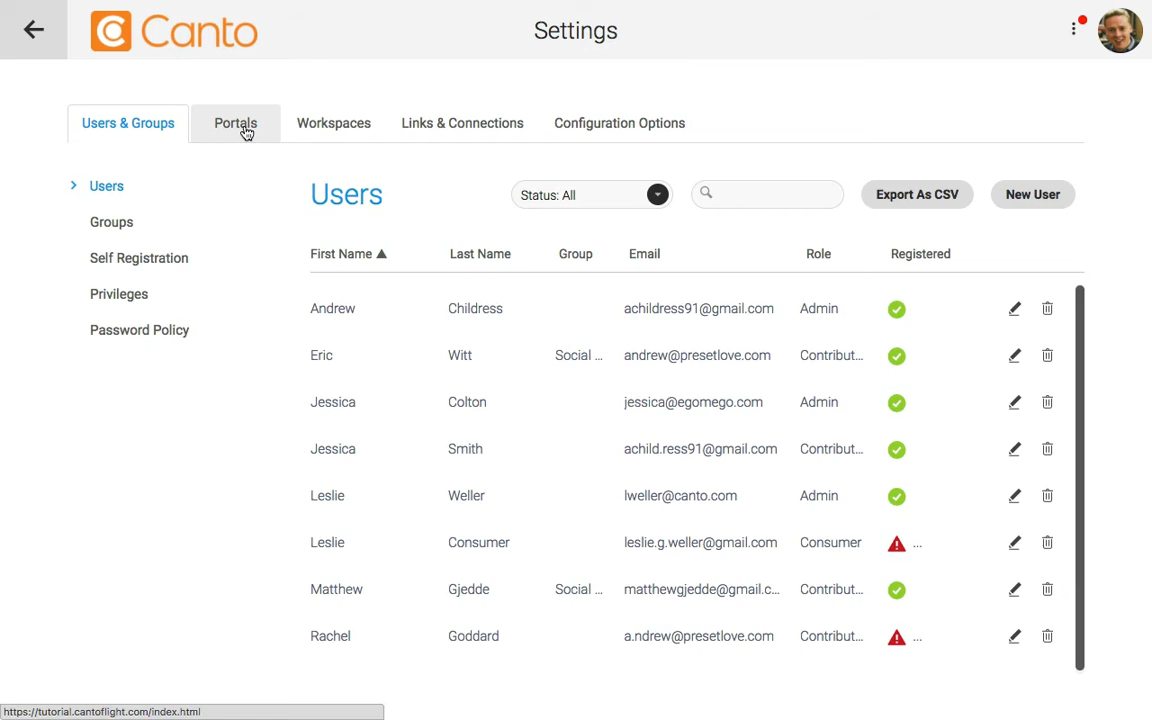 Canto
Settings
Users & Groups Portals Workspaces Links & Connections Configuration Options
Users
Groups
Self Registration
Privileges
Password Policy
Users Status: All Export As CSV New User
First Name Last Name Group Email Role Registered
Andrew Childress achildress91@gmail.com Admin
Eric Witt Social ... andrew@presetlove.com Contribut...
Jessica Colton jessica@egomego.com Admin
Jessica Smith achild.ress91@gmail.com Contribut...
Leslie Weller lweller@canto.com Admin
Leslie Consumer leslie.g.weller@gmail.com Consumer ...
Matthew Gjedde Social ... matthewgjedde@gmail.c... Contribut...
Rachel Goddard a.ndrew@presetlove.com Contribut... ...
https://tutorial.cantoflight.com/index.html